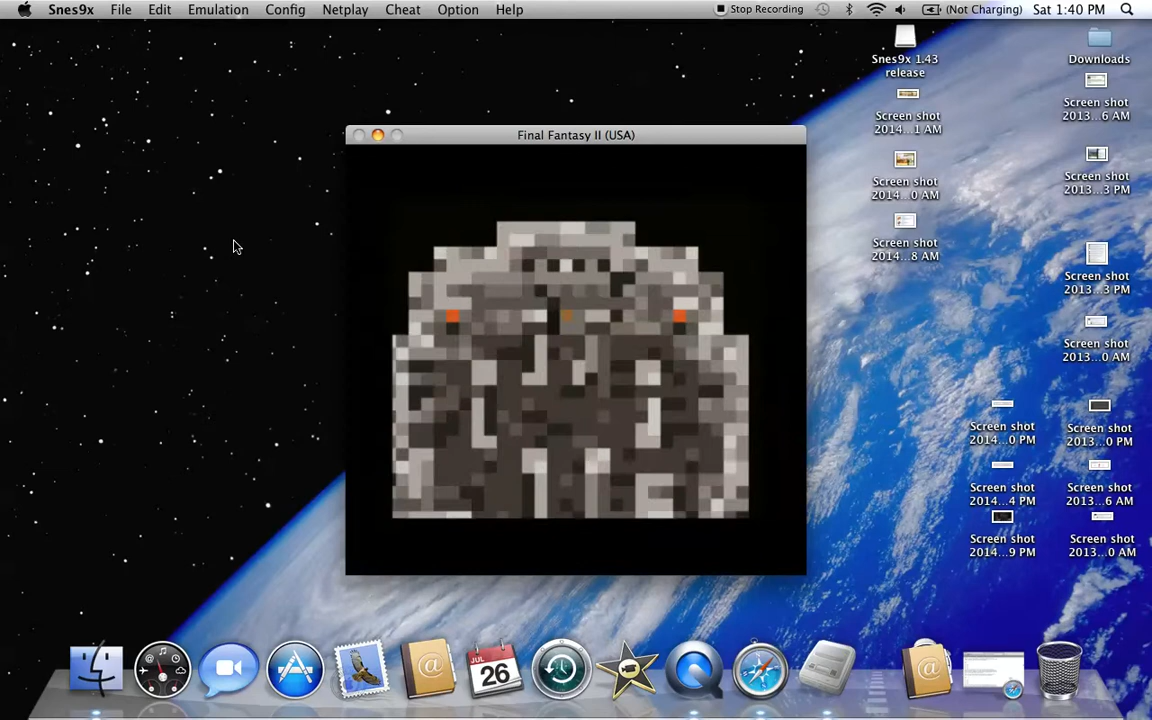 Snes9x File Edit Emulation Config Netplay Cheat Option Help Stop Recording (Not Charging) Sat 1:40 PM
Final Fantasy II (USA)
Snes9x 1.43
release
Screen shot
2014...1 AM
Screen shot
2014...0 AM
Screen shot
2014...8 AM
Downloads
Screen shot
2013...6 AM
Screen shot
2013...3 PM
Screen shot
2013...3 PM
Screen shot
2013...0 AM
Screen shot
2014...0 PM
Screen shot
2013...0 PM
Screen shot
2014...4 PM
Screen shot
2013...6 AM
Screen shot
2014...9 PM
Screen shot
2013...0 AM
JUL
26